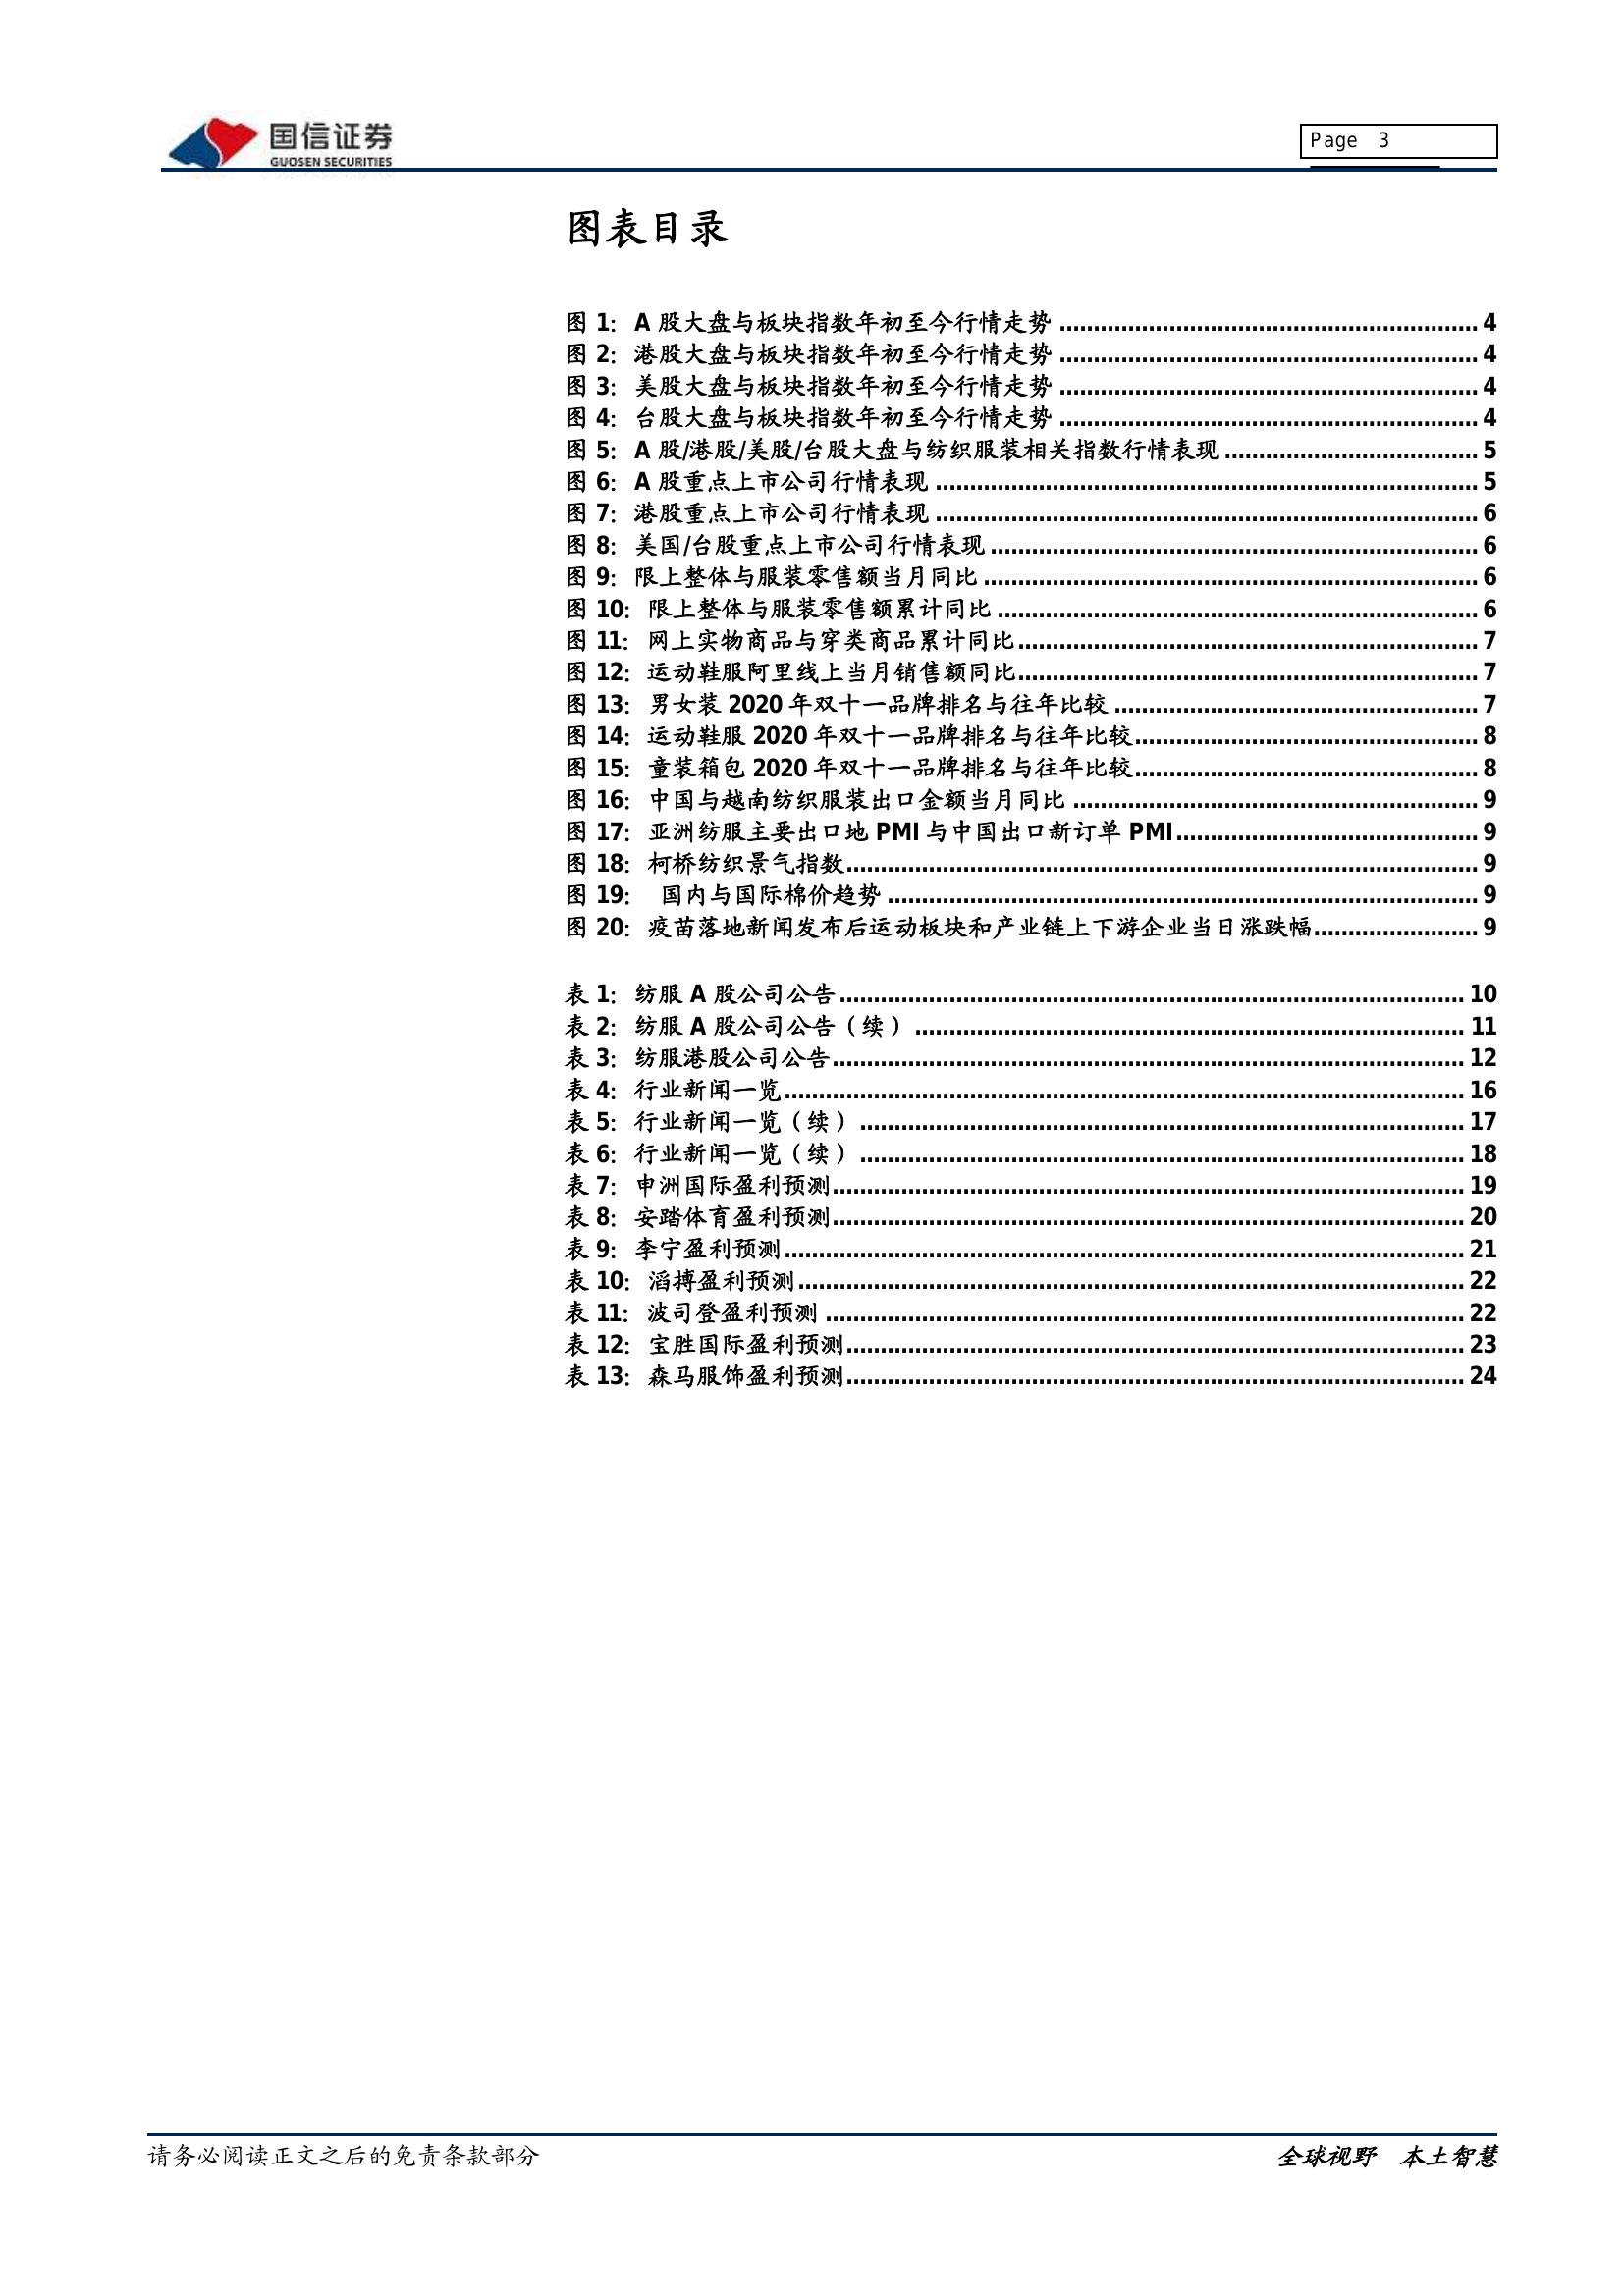 国信证券
GUOSEN SECURITIES
Page 3
图表目录
图 1: A 股大盘与板块指数年初至今行情走势 ............................................................. 4
图 2: 港股大盘与板块指数年初至今行情走势 ............................................................. 4
图 3: 美股大盘与板块指数年初至今行情走势 ............................................................. 4
图 4: 台股大盘与板块指数年初至今行情走势 ............................................................. 4
图 5: A 股/港股/美股/台股大盘与纺织服装相关指数行情表现 ..................................... 5
图 6: A 股重点上市公司行情表现 ............................................................................... 5
图 7: 港股重点上市公司行情表现 ............................................................................... 6
图 8: 美国/台股重点上市公司行情表现 ....................................................................... 6
图 9: 限上整体与服装零售额当月同比 ........................................................................ 6
图 10: 限上整体与服装零售额累计同比 ...................................................................... 6
图 11: 网上实物商品与穿类商品累计同比................................................................... 7
图 12: 运动鞋服阿里线上当月销售额同比................................................................... 7
图 13: 男女装 2020 年双十一品牌排名与往年比较 ..................................................... 7
图 14: 运动鞋服 2020 年双十一品牌排名与往年比较.................................................. 8
图 15: 童装箱包 2020 年双十一品牌排名与往年比较.................................................. 8
图 16: 中国与越南纺织服装出口金额当月同比 ........................................................... 9
图 17: 亚洲纺服主要出口地 PMI 与中国出口新订单 PMI............................................ 9
图 18: 柯桥纺织景气指数............................................................................................ 9
图 19: 国内与国际棉价趋势 ...................................................................................... 9
图 20: 疫苗落地新闻发布后运动板块和产业链上下游企业当日涨跌幅........................ 9
表 1: 纺服 A 股公司公告........................................................................................... 10
表 2: 纺服 A 股公司公告（续） ................................................................................ 11
表 3: 纺服港股公司公告............................................................................................ 12
表 4: 行业新闻一览................................................................................................... 16
表 5: 行业新闻一览（续） ........................................................................................ 17
表 6: 行业新闻一览（续） ........................................................................................ 18
表 7: 申洲国际盈利预测............................................................................................ 19
表 8: 安踏体育盈利预测............................................................................................ 20
表 9: 李宁盈利预测................................................................................................... 21
表 10: 滔搏盈利预测................................................................................................. 22
表 11: 波司登盈利预测 ............................................................................................. 22
表 12: 宝胜国际盈利预测.......................................................................................... 23
表 13: 森马服饰盈利预测.......................................................................................... 24
请务必阅读正文之后的免责条款部分
全球视野 本土智慧